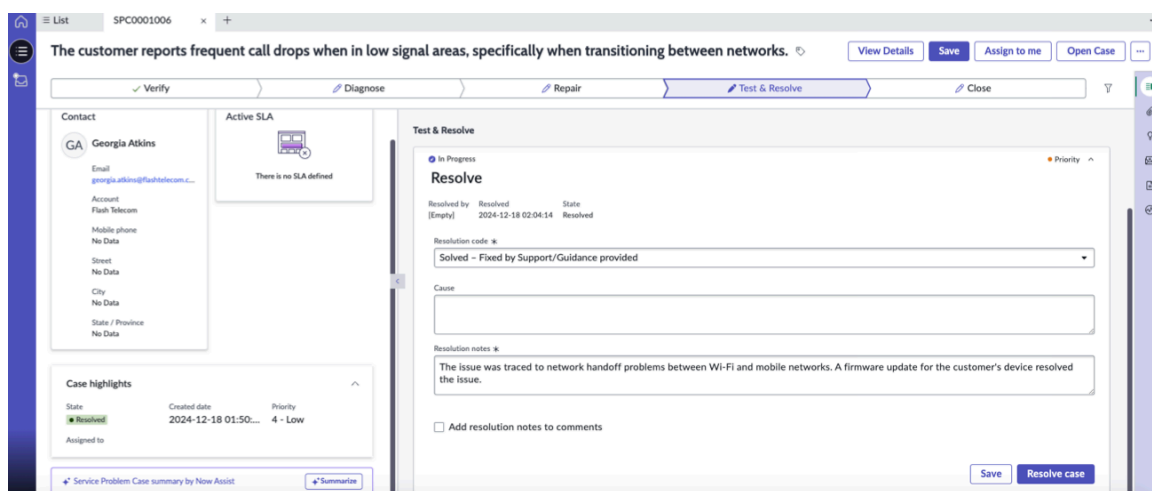 List
SPC0001006
The customer reports frequent call drops when in low signal areas, specifically when transitioning between networks.
View Details
Save
Assign to me
Open Case
Verify
Diagnose
Repair
Test & Resolve
Close
Contact
GA
Georgia Atkins
Email
georgia.atkins@flashtelecom.c...
Account
Flash Telecom
Mobile phone
No Data
Street
No Data
City
No Data
State / Province
No Data
Active SLA
There is no SLA defined
Case highlights
State Created date Priority
Resolved 2024-12-18 01:50:... 4 - Low
Assigned to
Service Problem Case summary by Now Assist
Summarize
Test & Resolve
In Progress
Priority
Resolve
Resolved by Resolved State
[Empty] 2024-12-18 02:04:14 Resolved
Resolution code *
Solved – Fixed by Support/Guidance provided
Cause
Resolution notes *
The issue was traced to network handoff problems between Wi-Fi and mobile networks. A firmware update for the customer's device resolved
the issue.
Add resolution notes to comments
Save
Resolve case